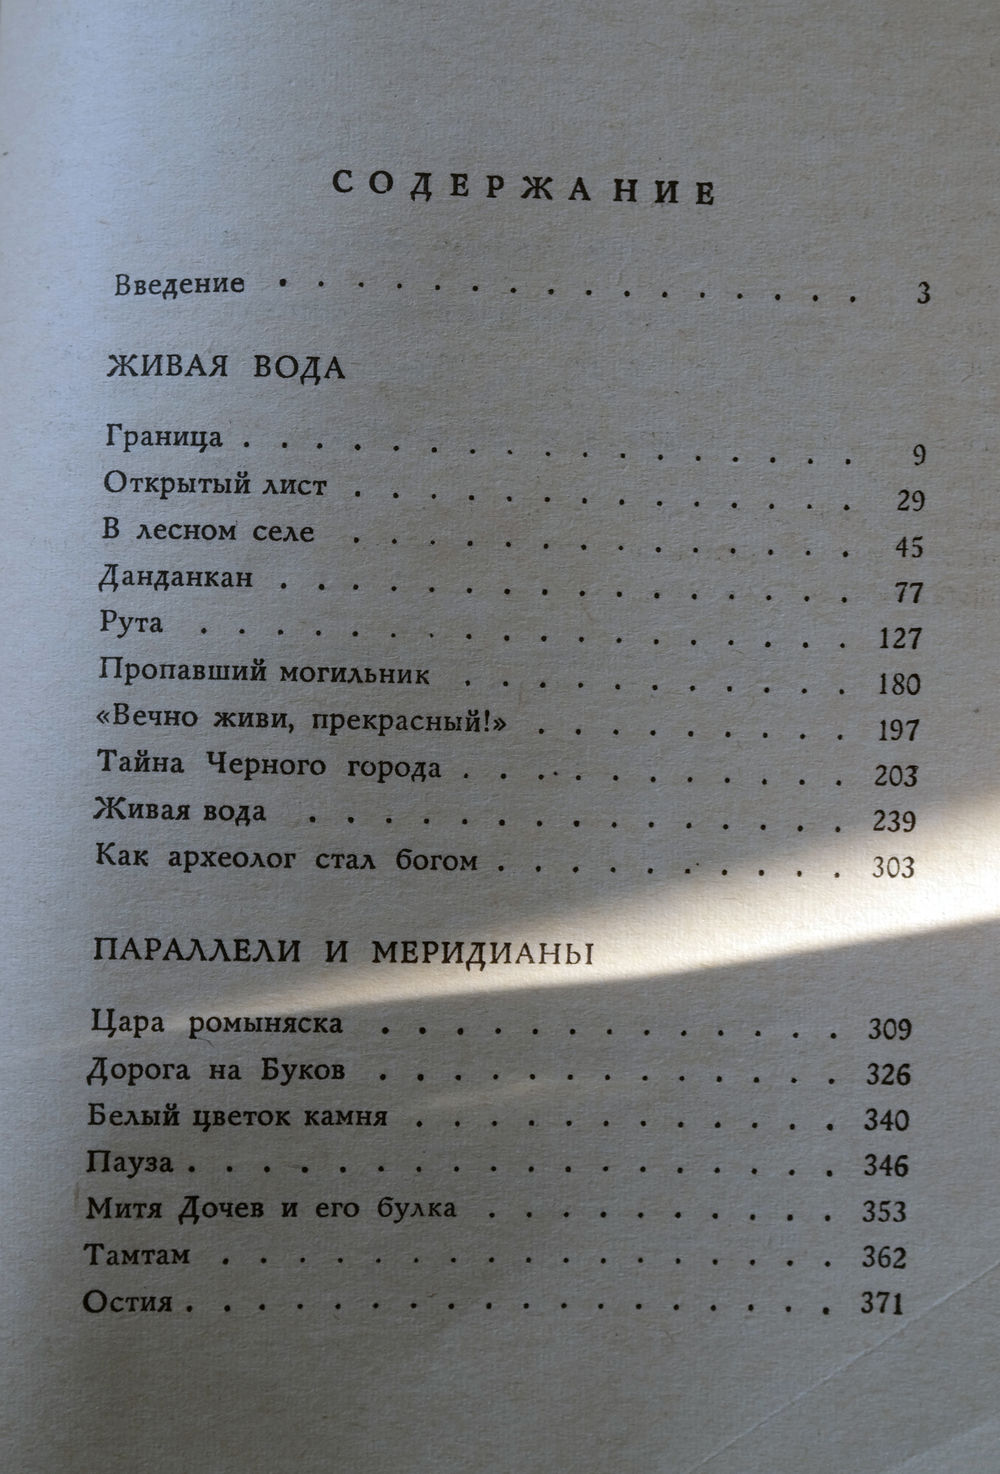 СОДЕРЖАНИЕ
Введение . . . . . . . . . . . . . . . . 3
ЖИВАЯ ВОДА
Граница . . . . . . . . . . . . . . . . . 9
Открытый лист . . . . . . . . . . . . . . 29
В лесном селе . . . . . . . . . . . . . . 45
Данданкан . . . . . . . . . . . . . . . . 77
Рута . . . . . . . . . . . . . . . . . . 127
Пропавший могильник . . . . . . . . . . . 180
«Вечно живи, прекрасный!» . . . . . . . . . 197
Тайна Черного города . . . . . . . . . . . 203
Живая вода . . . . . . . . . . . . . . . 239
Как археолог стал богом . . . . . . . . . . 303
ПАРАЛЛЕЛИ И МЕРИДИАНЫ
Цара ромыняска . . . . . . . . . . . . . 309
Дорога на Буков . . . . . . . . . . . . . 326
Белый цветок камня . . . . . . . . . . . . 340
Пауза . . . . . . . . . . . . . . . . . . 346
Митя Дочев и его булка . . . . . . . . . . 353
Тамтам . . . . . . . . . . . . . . . . . 362
Остия . . . . . . . . . . . . . . . . . . 371